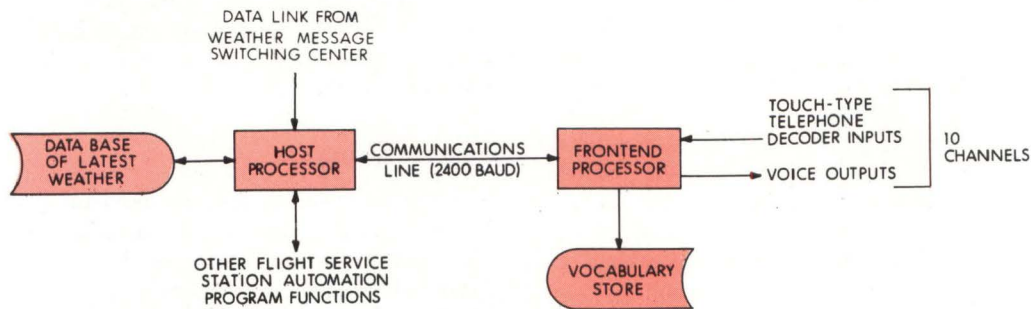 DATA LINK FROM
WEATHER MESSAGE
SWITCHING CENTER
DATA BASE
OF LATEST
WEATHER
HOST
PROCESSOR
COMMUNICATIONS
LINE (2400 BAUD)
FRONTEND
PROCESSOR
TOUCH-TYPE
TELEPHONE
DECODER INPUTS
VOICE OUTPUTS
10
CHANNELS
OTHER FLIGHT SERVICE
STATION AUTOMATION
PROGRAM FUNCTIONS
VOCABULARY
STORE